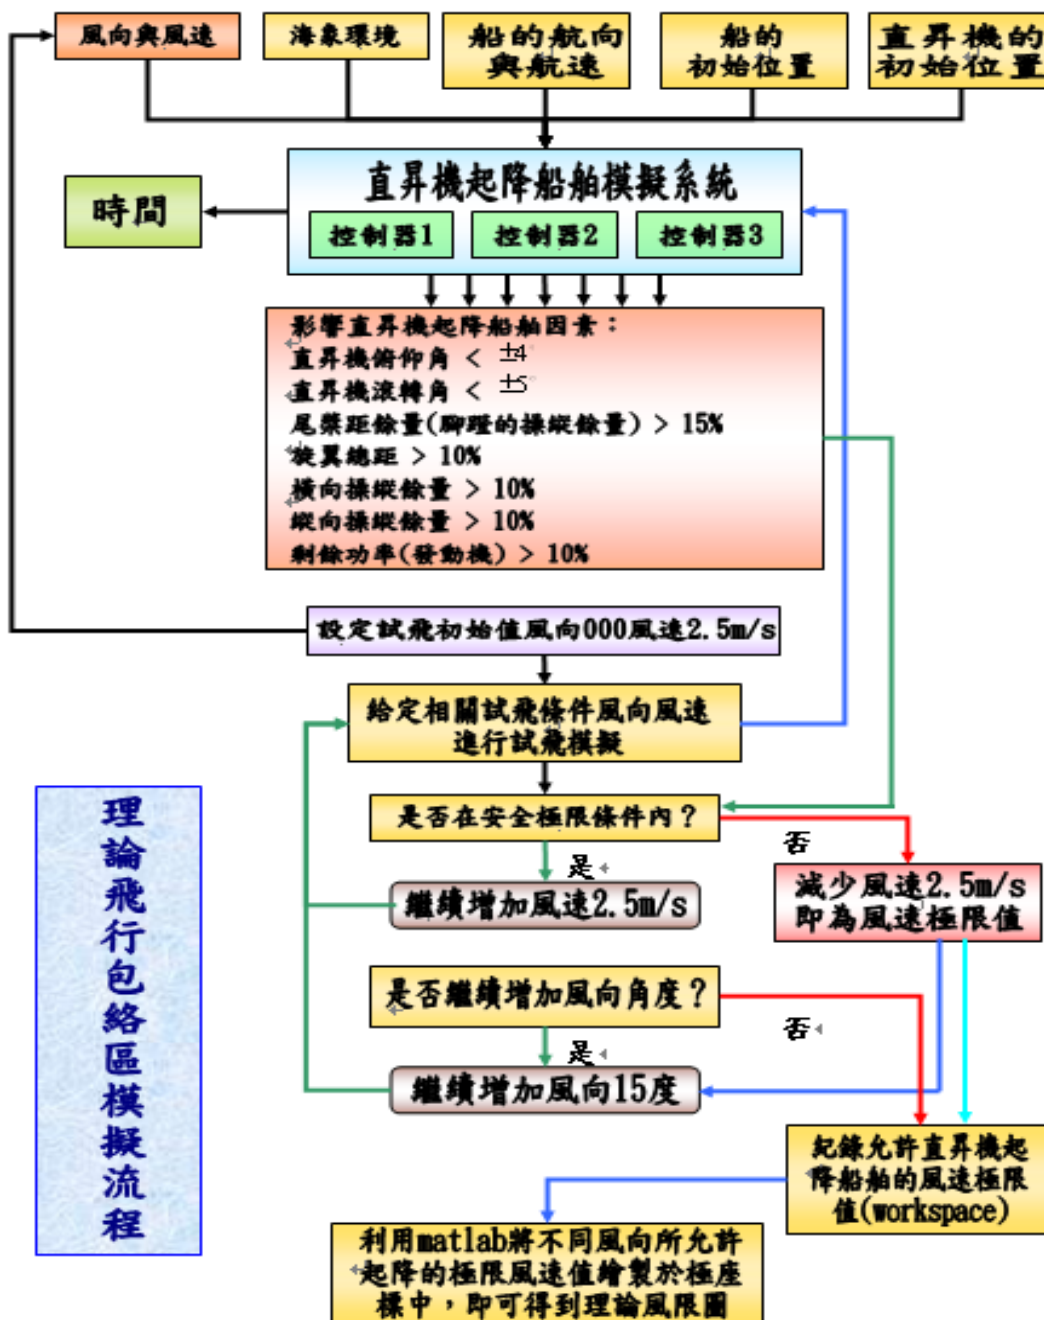 風向與風速
海象環境
船的航向
與航速
船的
初始位置
直昇機的
初始位置
直昇機起降船舶模擬系統
時間
控制器1
控制器2
控制器3
影響直昇機起降船舶因素：
直昇機俯仰角 < ±4
直昇機滾轉角 < ±5
尾槳距餘量(腳蹬的操縱餘量) > 15%
旋翼總距 > 10%
橫向操縱餘量 > 10%
縱向操縱餘量 > 10%
剩餘功率(發動機) > 10%
設定試飛初始值風向000風速2.5m/s
給定相關試飛條件風向風速
進行試飛模擬
是否在安全極限條件內？
否
是
繼續增加風速2.5m/s
減少風速2.5m/s
即為風速極限值
是否繼續增加風向角度？
否
是
繼續增加風向15度
理論飛行包絡區模擬流程
紀錄允許直昇機起
降船舶的風速極限
值(workspace)
利用matlab將不同風向所允許
起降的極限風速值繪製於極座
標中，即可得到理論風限圖